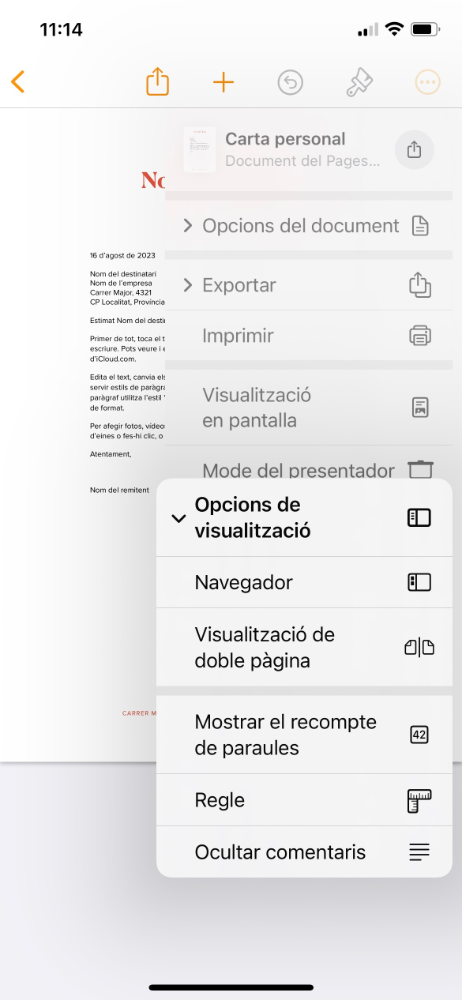 11:14
Carta personal
Document del Pages...
No
16 d'agost de 2023
Nom del destinatari
Nom de l'empresa
Carrer Major, 4321
CP Localitat, Província
Estimat Nom del
Primer de tot, toca el t
escriure. Pots veure i e
d'iCloud.com.
Edita el text, canvia els
servir estils de
paràgraf utilitza l'estil
de format.
Per afegir fotos,
d'eines o fes-hi clic, o
Atentament,
Nom del remitent
CARRER M
Opcions del document
Exportar
Imprimir
Visualització
en pantalla
Mode del presentador
Opcions de
visualització
Navegador
Visualització de
doble pàgina
Mostrar el recompte
de paraules
42
Regle
Ocultar comentaris